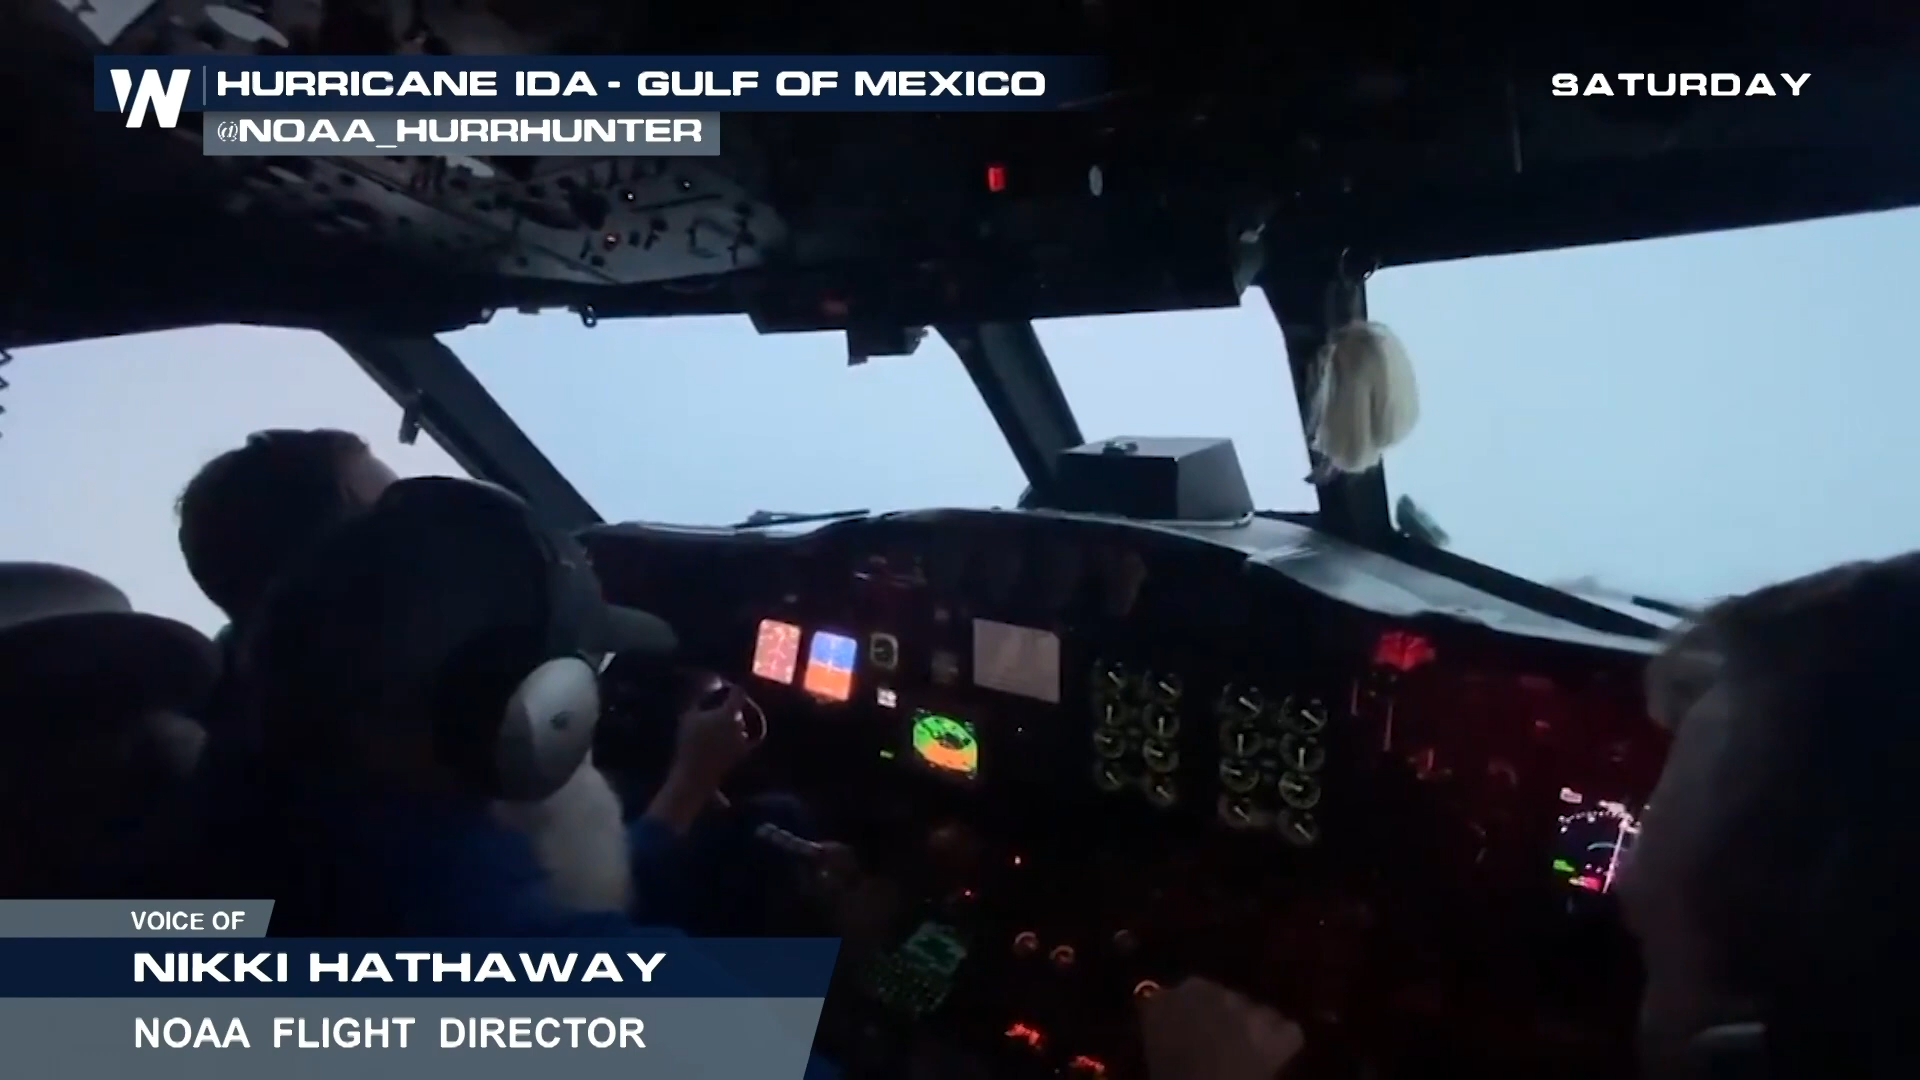 W
HURRICANE IDA - GULF OF MEXICO
@NOAA_HURRHUNTER
SATURDAY
VOICE OF
NIKKI HATHAWAY
NOAA FLIGHT DIRECTOR